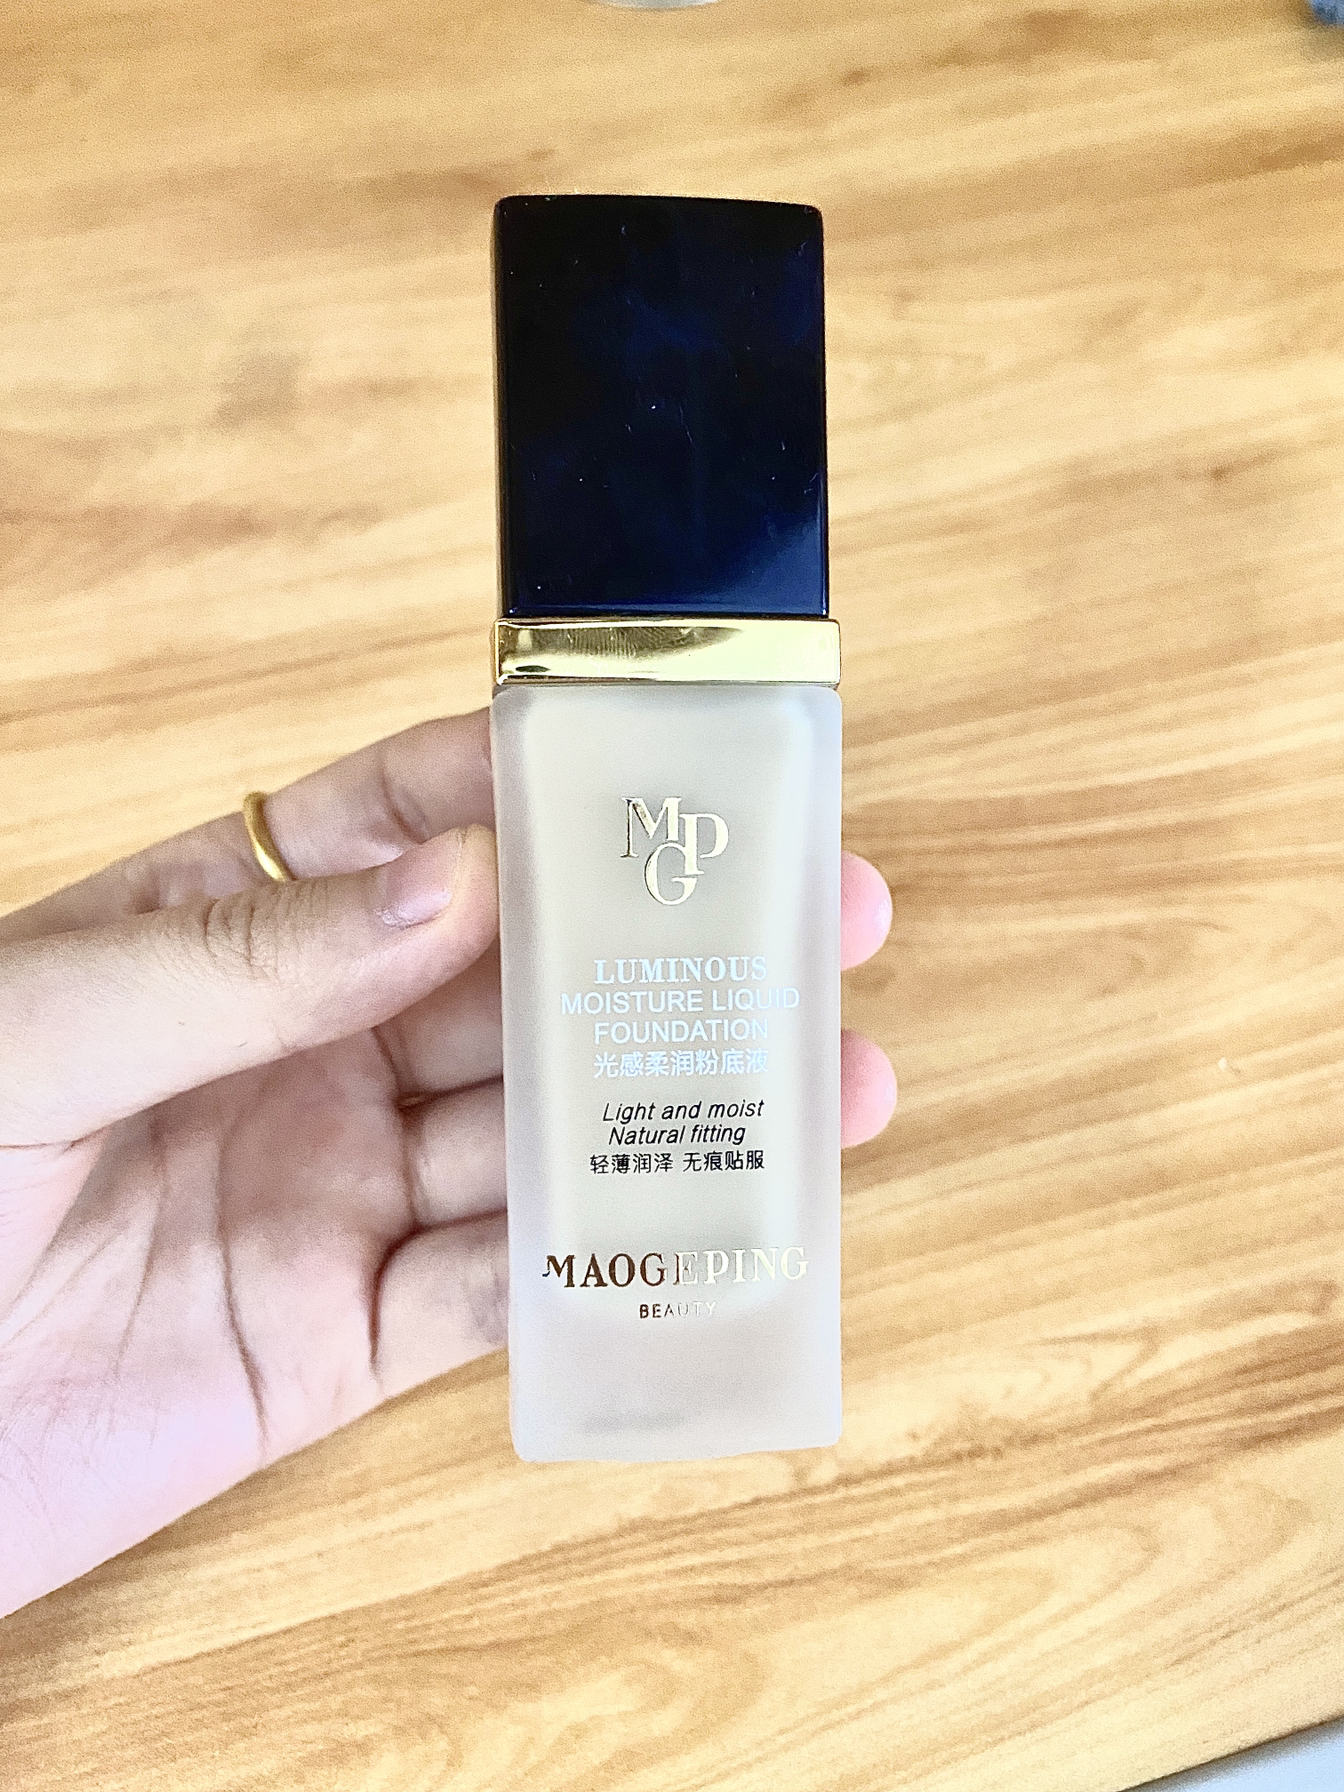 MGP
LUMINOUS
MOISTURE LIQUID
FOUNDATION
光感柔润粉底液
Light and moist
Natural fitting
轻薄润泽 无痕贴服
MAOGEPING
BEAUTY